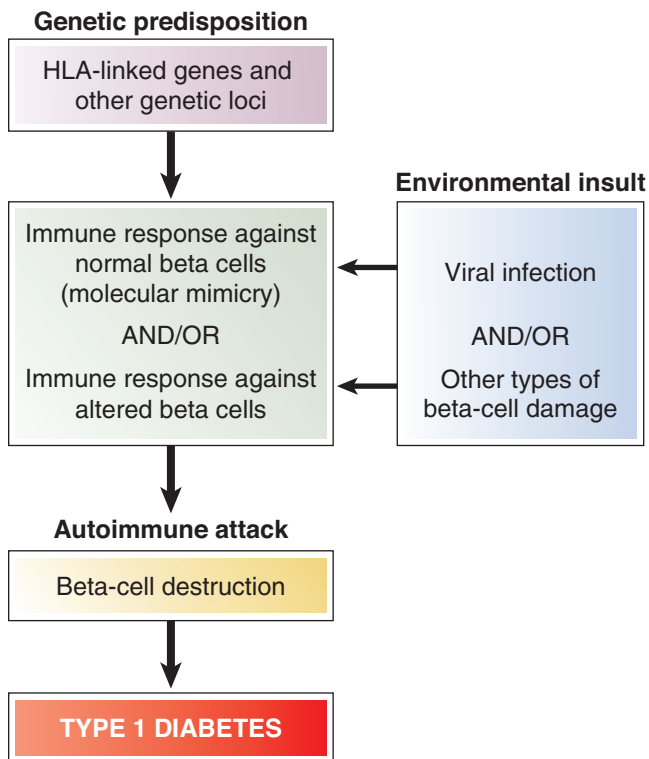 Genetic predisposition
HLA-linked genes and
other genetic loci
Environmental insult
Immune response against
normal beta cells
(molecular mimicry)
AND/OR
Immune response against
altered beta cells
Viral infection
AND/OR
Other types of
beta-cell damage
Autoimmune attack
Beta-cell destruction
TYPE 1 DIABETES